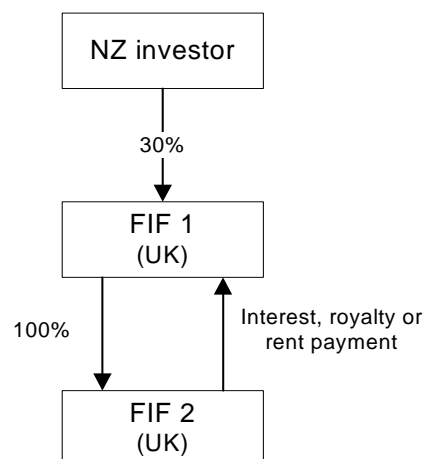 NZ investor
30%
FIF 1
(UK)
100%
Interest, royalty or
rent payment
FIF 2
(UK)